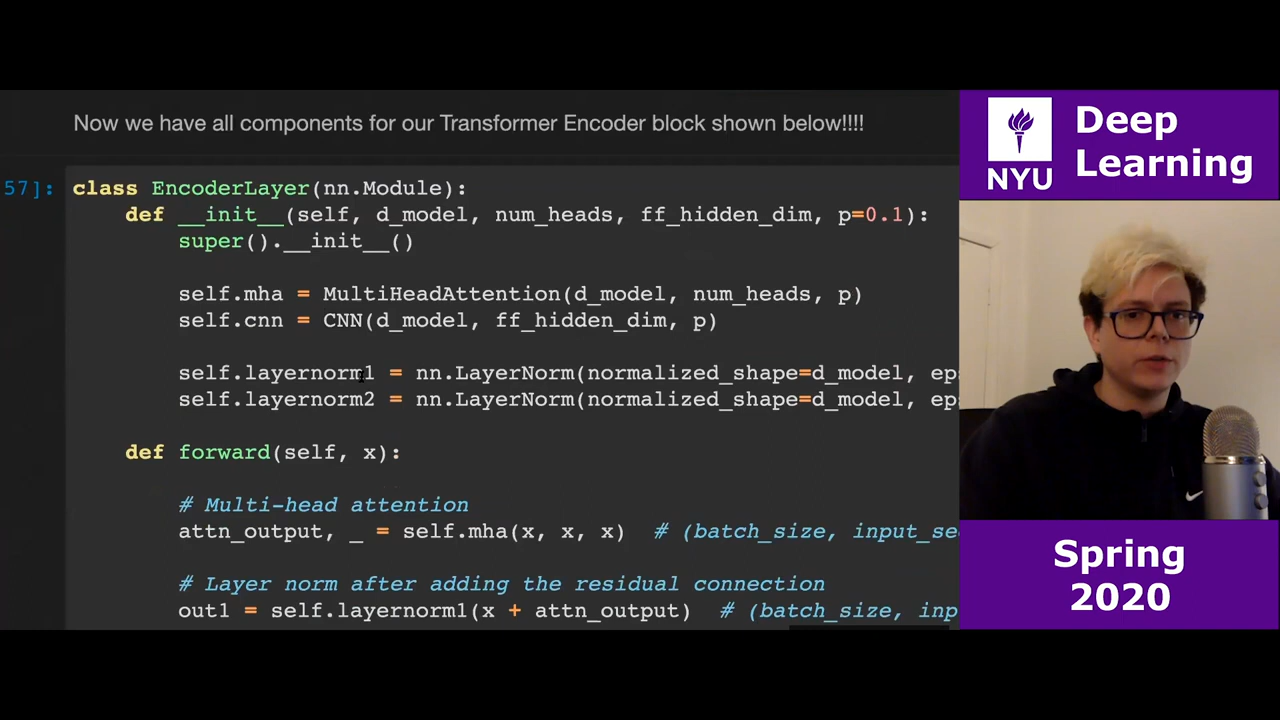 Now we have all components for our Transformer Encoder block shown below!!!!
57]:
class EncoderLayer(nn.Module):
def __init__(self, d_model, num_heads, ff_hidden_dim, p=0.1):
super().__init__()
self.mha = MultiHeadAttention(d_model, num_heads, p)
self.cnn = CNN(d_model, ff_hidden_dim, p)
self.layernorm1 = nn.LayerNorm(normalized_shape=d_model, ep
self.layernorm2 = nn.LayerNorm(normalized_shape=d_model, ep
def forward(self, x):
# Multi-head attention
attn_output, _ = self.mha(x, x, x)  # (batch_size, input_se
# Layer norm after adding the residual connection
out1 = self.layernorm1(x + attn_output)  # (batch_size, inp
NYU
Deep
Learning
Spring
2020